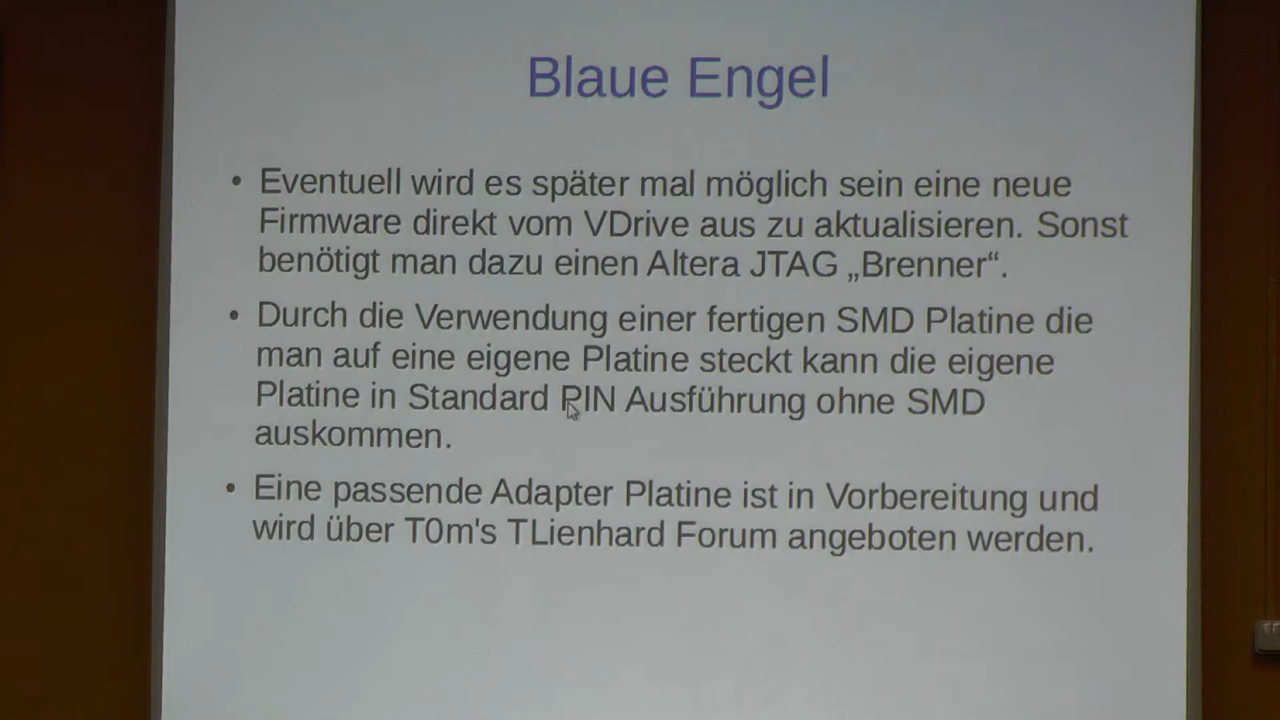 Blaue Engel
• Eventuell wird es später mal möglich sein eine neue
Firmware direkt vom VDrive aus zu aktualisieren. Sonst
benötigt man dazu einen Altera JTAG „Brenner“.
• Durch die Verwendung einer fertigen SMD Platine die
man auf eine eigene Platine steckt kann die eigene
Platine in Standard PIN Ausführung ohne SMD
auskommen.
• Eine passende Adapter Platine ist in Vorbereitung und
wird über T0m's TLienhard Forum angeboten werden.